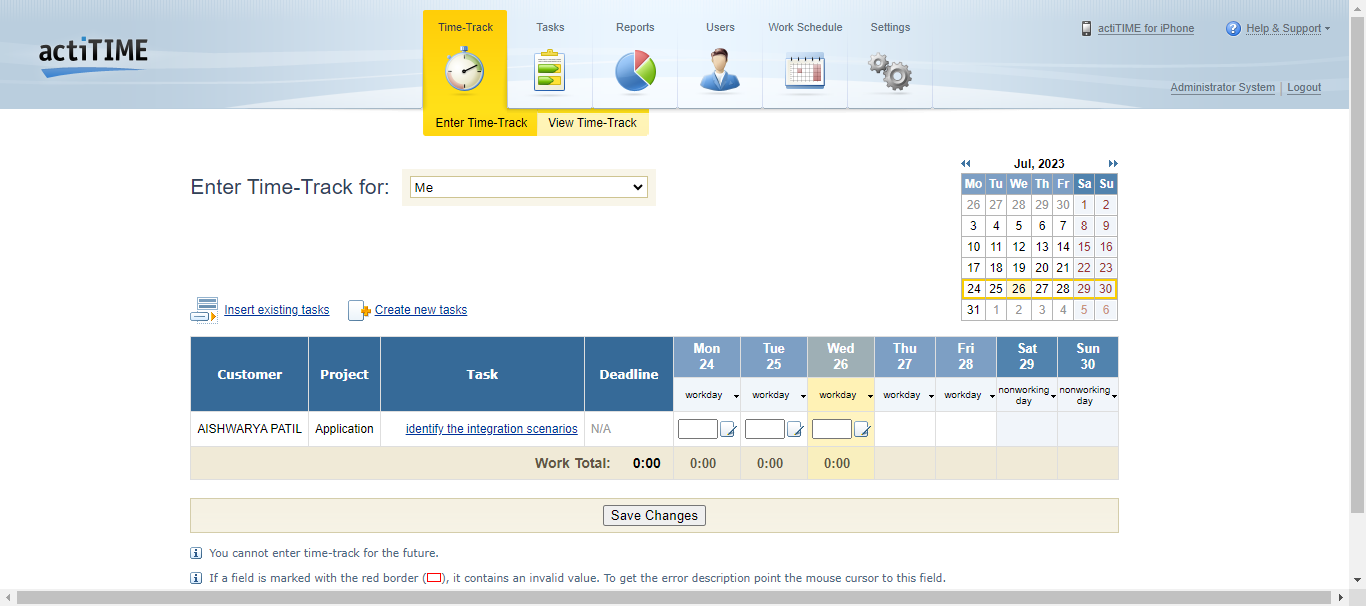 actiTIME
Time-Track
Tasks
Reports
Users
Work Schedule
Settings
actiTIME for iPhone
Help & Support
Administrator System
Logout
Enter Time-Track
View Time-Track
Enter Time-Track for:
Me
Jul, 2023
Mo Tu We Th Fr Sa Su
26 27 28 29 30 1 2
3 4 5 6 7 8 9
10 11 12 13 14 15 16
17 18 19 20 21 22 23
24 25 26 27 28 29 30
31 1 2 3 4 5 6
Insert existing tasks
Create new tasks
Customer Project Task Deadline Mon 24 Tue 25 Wed 26 Thu 27 Fri 28 Sat 29 Sun 30
workday workday workday workday workday nonworking day nonworking day
AISHWARYA PATIL Application identify the integration scenarios N/A
Work Total: 0:00 0:00 0:00 0:00
Save Changes
You cannot enter time-track for the future.
If a field is marked with the red border ( ), it contains an invalid value. To get the error description point the mouse cursor to this field.